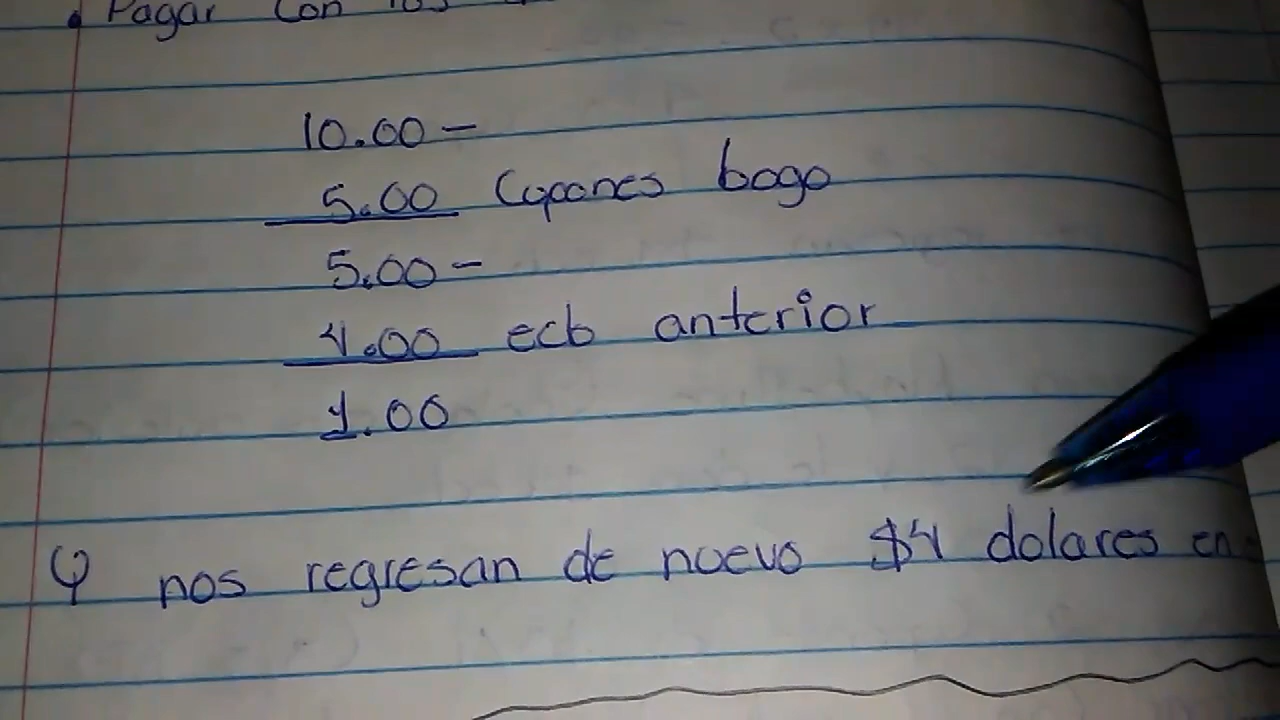 • Pagar con los
10.00 -
5.00 Cupones bogo
5.00 -
4.00 ecb anterior
1.00
Y nos regresan de nuevo $4 dolares en